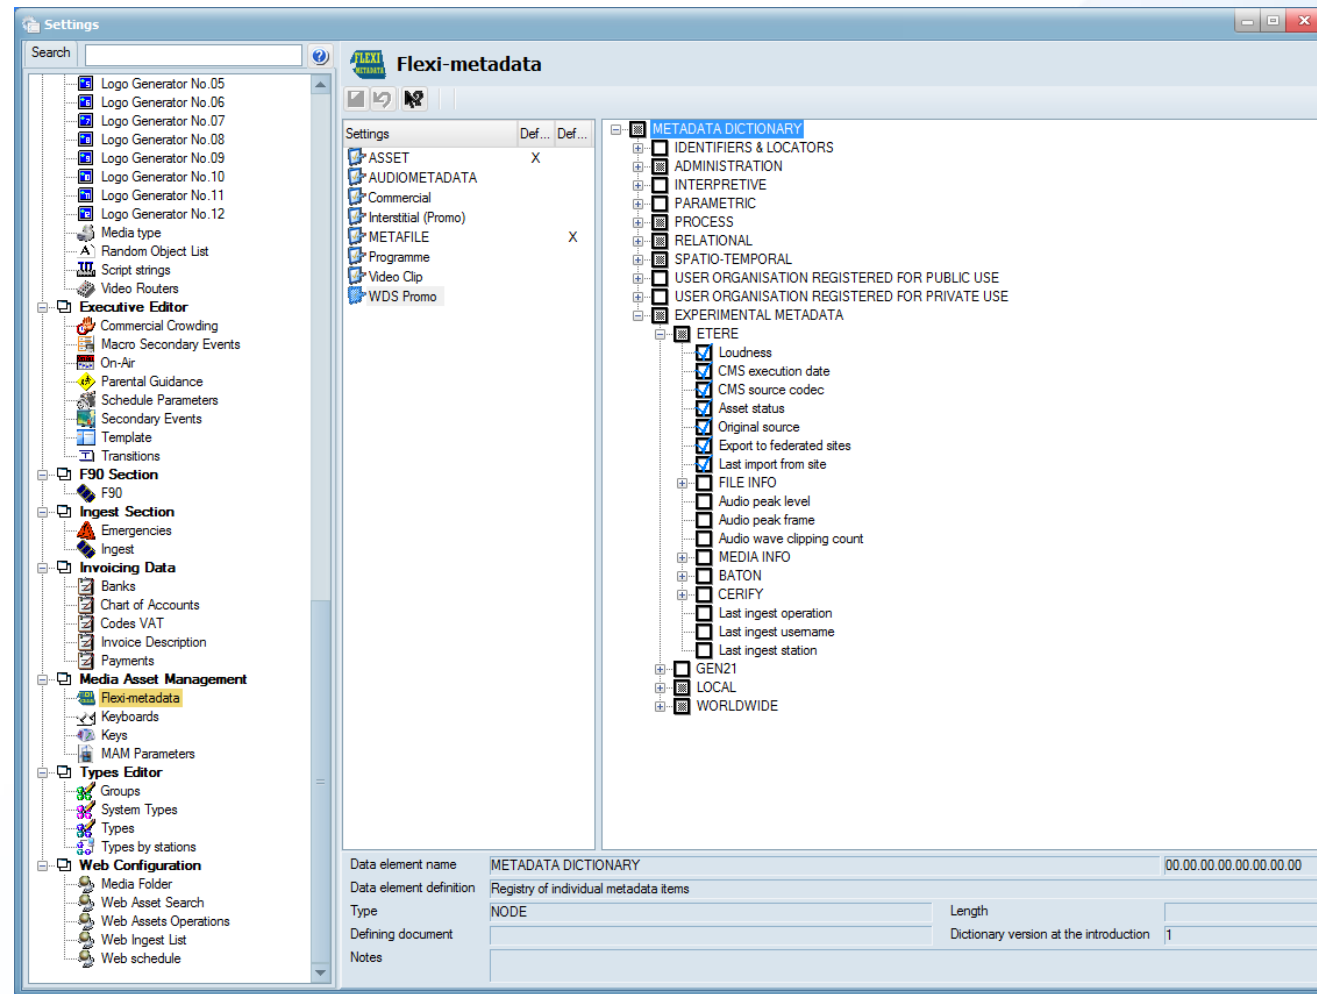 Settings
Search
Logo Generator No.05
Logo Generator No.06
Logo Generator No.07
Logo Generator No.08
Logo Generator No.09
Logo Generator No.10
Logo Generator No.11
Logo Generator No.12
Media type
Random Object List
Script strings
Video Routers
Executive Editor
Commercial Crowding
Macro Secondary Events
On-Air
Parental Guidance
Schedule Parameters
Secondary Events
Template
Transitions
F90 Section
F90
Ingest Section
Emergencies
Ingest
Invoicing Data
Banks
Chart of Accounts
Codes VAT
Invoice Description
Payments
Media Asset Management
Flexi-metadata
Keyboards
Keys
MAM Parameters
Types Editor
Groups
System Types
Types
Types by stations
Web Configuration
Media Folder
Web Asset Search
Web Assets Operations
Web Ingest List
Web schedule
FLEXI
METADATA
Flexi-metadata
Settings Def... Def...
ASSET X
AUDIOMETADATA
Commercial
Interstitial (Promo)
METAFILE X
Programme
Video Clip
WDS Promo
METADATA DICTIONARY
IDENTIFIERS & LOCATORS
ADMINISTRATION
INTERPRETIVE
PARAMETRIC
PROCESS
RELATIONAL
SPATIO-TEMPORAL
USER ORGANISATION REGISTERED FOR PUBLIC USE
USER ORGANISATION REGISTERED FOR PRIVATE USE
EXPERIMENTAL METADATA
ETERE
Loudness
CMS execution date
CMS source codec
Asset status
Original source
Export to federated sites
Last import from site
FILE INFO
Audio peak level
Audio peak frame
Audio wave clipping count
MEDIA INFO
BATON
CERIFY
Last ingest operation
Last ingest username
Last ingest station
GEN21
LOCAL
WORLDWIDE
Data element name METADATA DICTIONARY 00.00.00.00.00.00.00.00
Data element definition Registry of individual metadata items
Type NODE Length
Defining document Dictionary version at the introduction 1
Notes